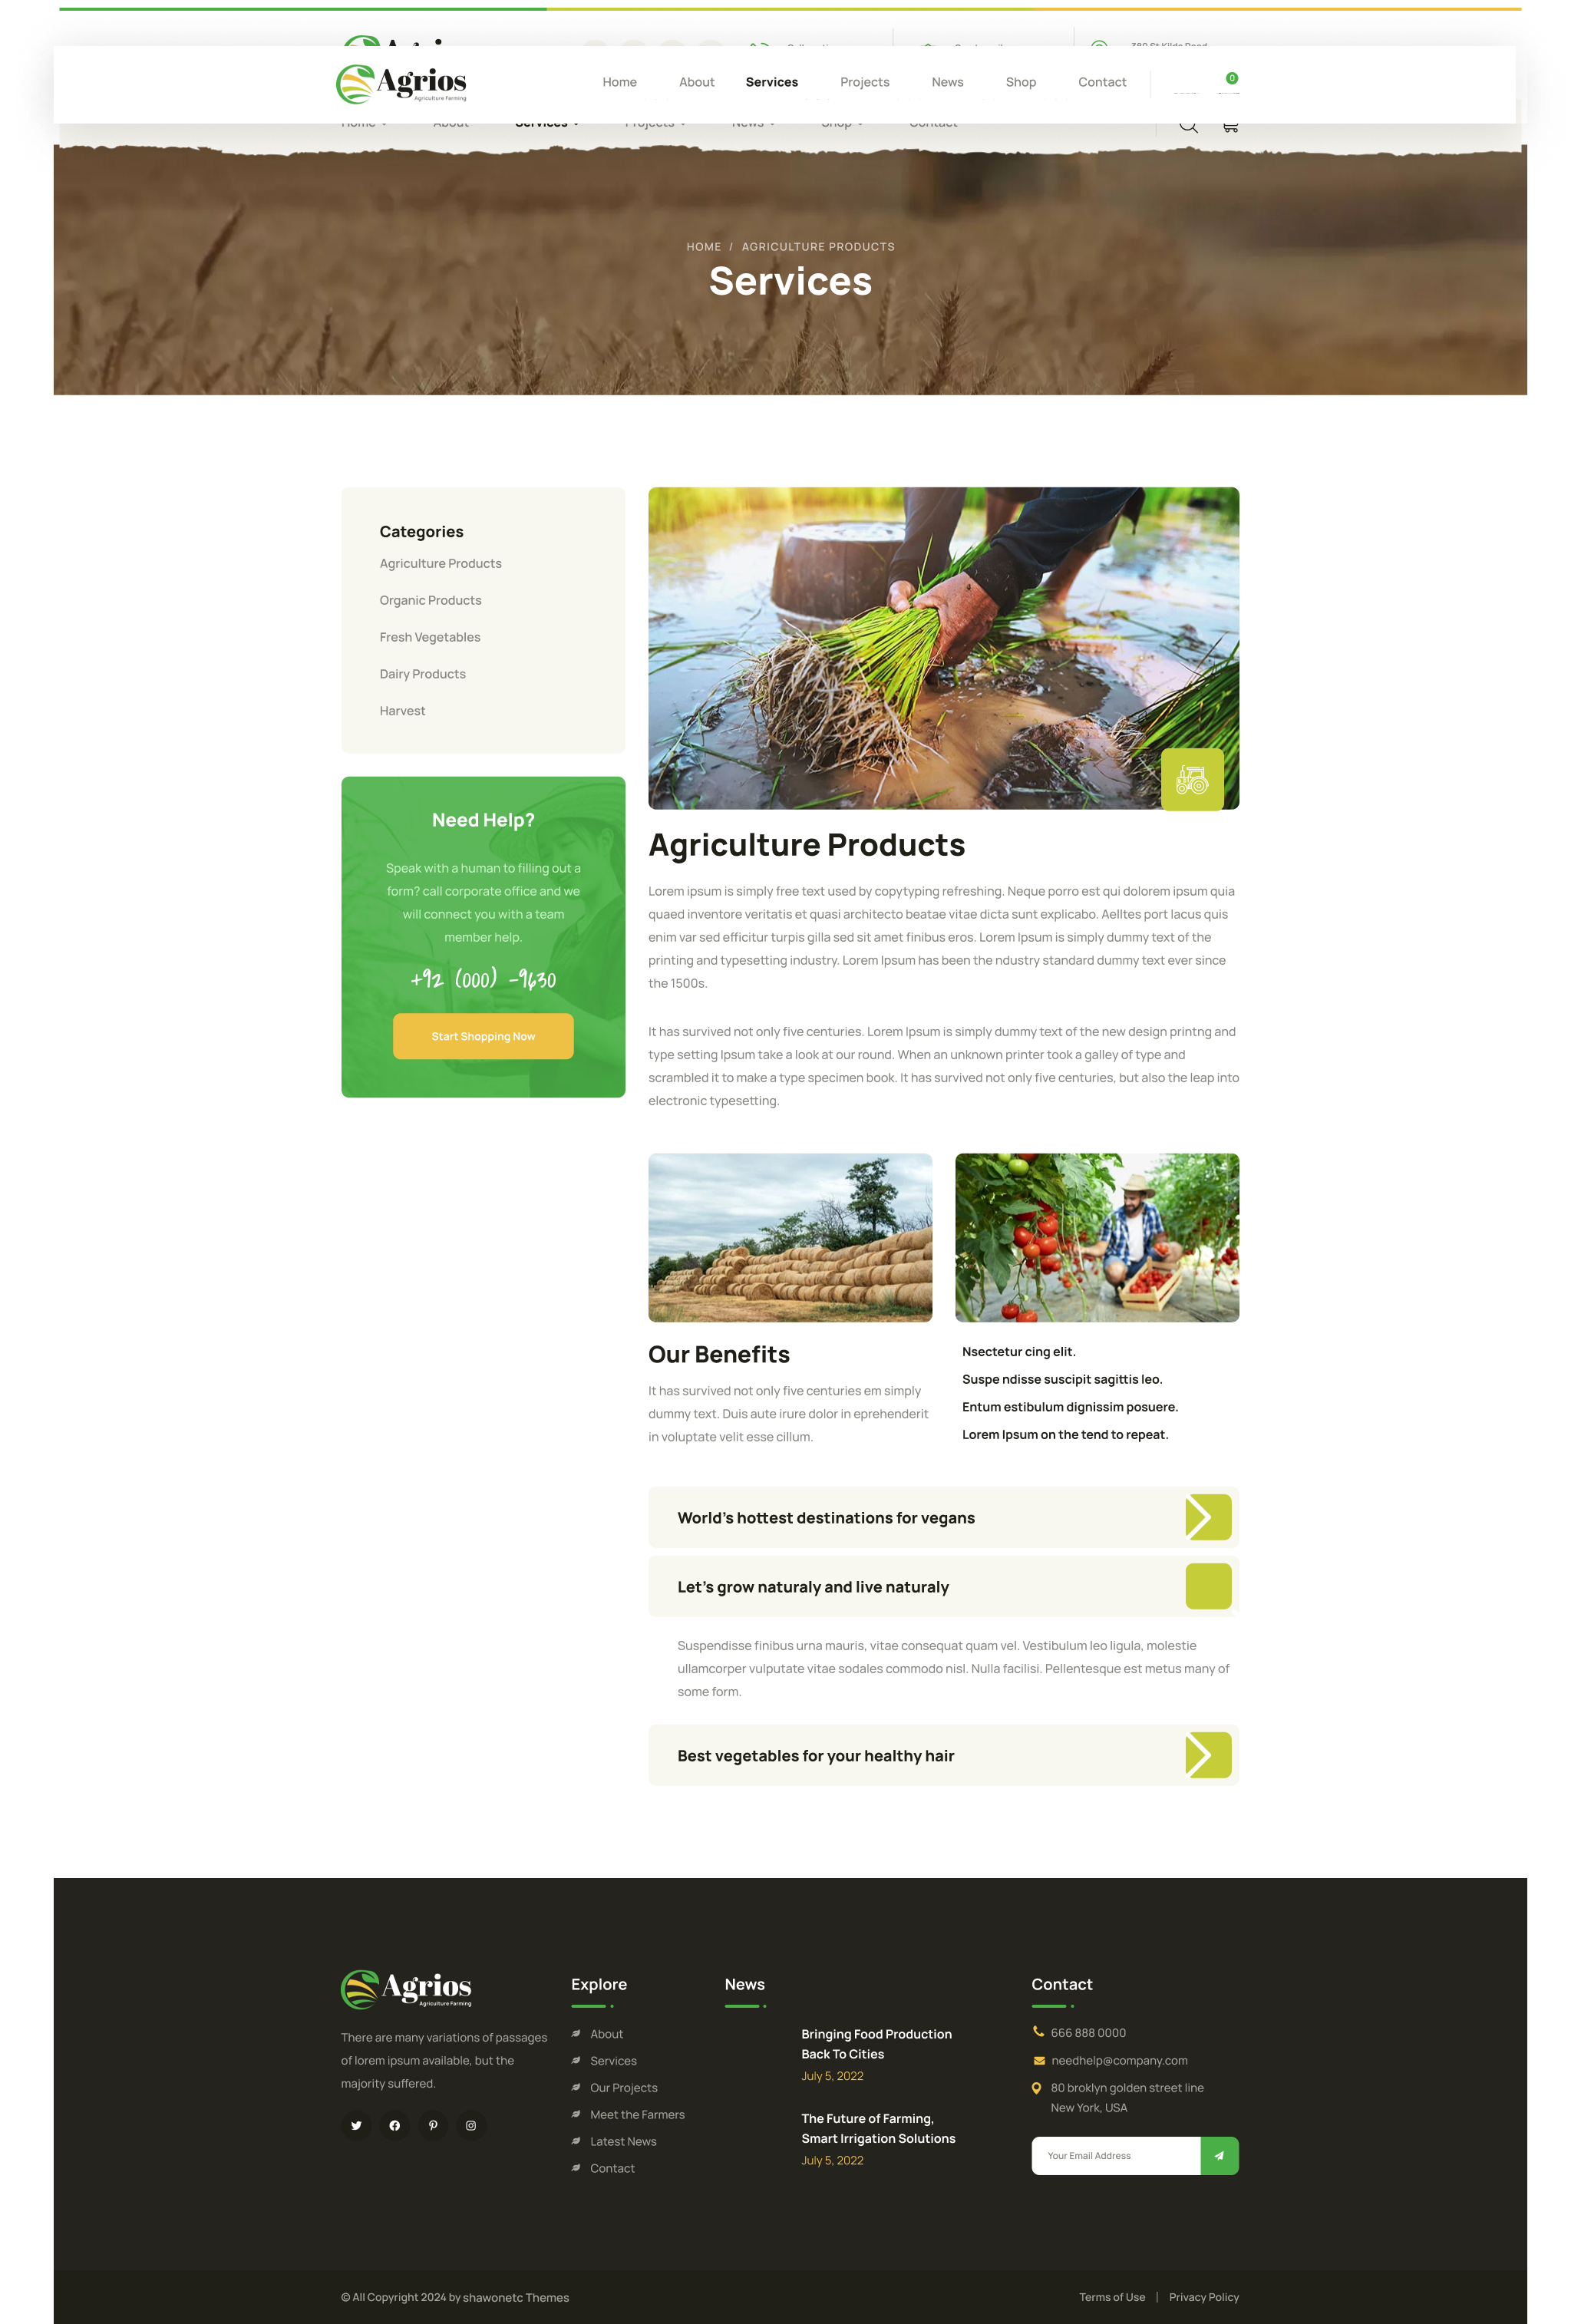 380 St Kilda Road
Agrios
Agriculture Farming
Home
About
Services
Projects
News
Shop
Contact
0
Home
About
Services
Projects
News
Shop
Contact
HOME / AGRICULTURE PRODUCTS
Services
Categories
Agriculture Products
Organic Products
Fresh Vegetables
Dairy Products
Harvest
Need Help?
Speak with a human to filling out a
form? call corporate office and we
will connect you with a team
member help.
+92 (000) -9630
Start Shopping Now
Agriculture Products
Lorem ipsum is simply free text used by copytyping refreshing. Neque porro est qui dolorem ipsum quia
quaed inventore veritatis et quasi architecto beatae vitae dicta sunt explicabo. Aelltes port lacus quis
enim var sed efficitur turpis gilla sed sit amet finibus eros. Lorem Ipsum is simply dummy text of the
printing and typesetting industry. Lorem Ipsum has been the ndustry standard dummy text ever since
the 1500s.
It has survived not only five centuries. Lorem Ipsum is simply dummy text of the new design printng and
type setting Ipsum take a look at our round. When an unknown printer took a galley of type and
scrambled it to make a type specimen book. It has survived not only five centuries, but also the leap into
electronic typesetting.
Our Benefits
It has survived not only five centuries em simply
dummy text. Duis aute irure dolor in eprehenderit
in voluptate velit esse cillum.
Nsectetur cing elit.
Suspe ndisse suscipit sagittis leo.
Entum estibulum dignissim posuere.
Lorem Ipsum on the tend to repeat.
World's hottest destinations for vegans
Let's grow naturaly and live naturaly
Suspendisse finibus urna mauris, vitae consequat quam vel. Vestibulum leo ligula, molestie
ullamcorper vulputate vitae sodales commodo nisl. Nulla facilisi. Pellentesque est metus many of
some form.
Best vegetables for your healthy hair
Agrios
Agriculture Farming
There are many variations of passages
of lorem ipsum available, but the
majority suffered.
Explore
About
Services
Our Projects
Meet the Farmers
Latest News
Contact
News
Bringing Food Production
Back To Cities
July 5, 2022
The Future of Farming,
Smart Irrigation Solutions
July 5, 2022
Contact
666 888 0000
needhelp@company.com
80 broklyn golden street line
New York, USA
Your Email Address
© All Copyright 2024 by shawonetc Themes
Terms of Use | Privacy Policy